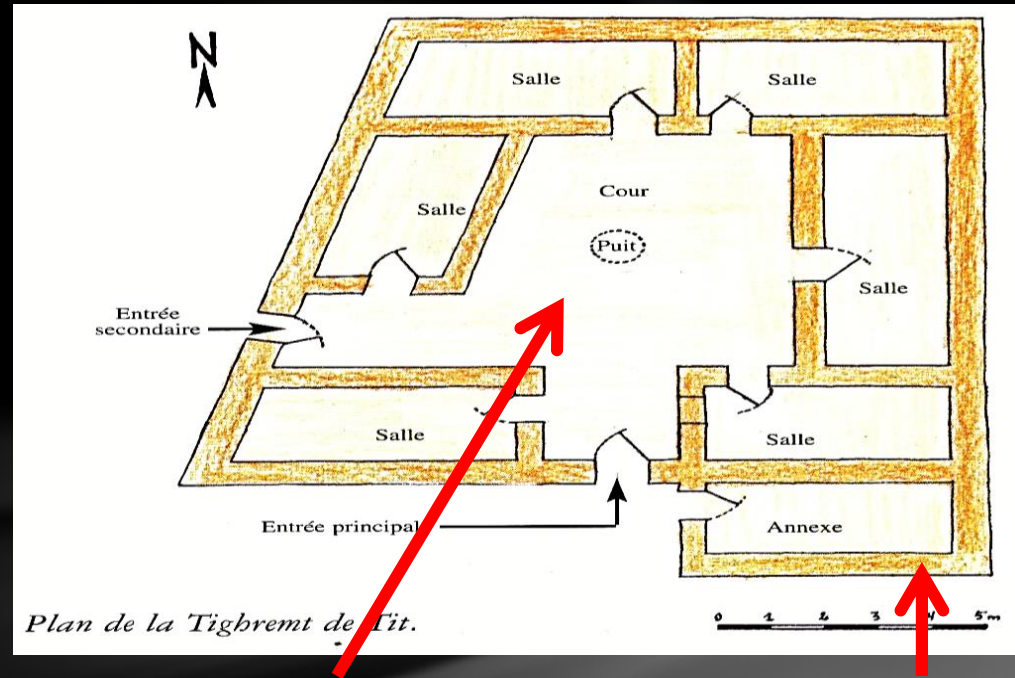 N
Salle
Salle
Salle
Cour
Puit
Salle
Entrée
secondaire
Salle
Salle
Entrée principal
Annexe
Plan de la Tighremt de Tit.
0 1 2 3 4 5 m